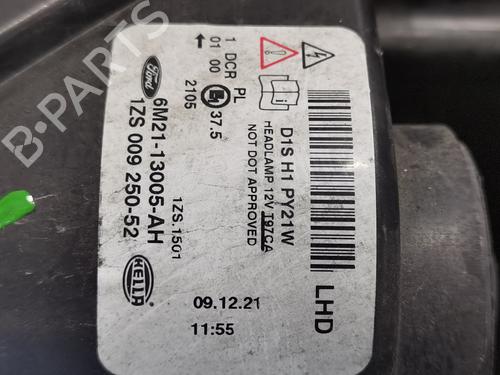 1 DCR PL
01 00 37.5
2105
Ford
6M21-13005-AH
1ZS 009 250-52
1ZS.1501
HELLA
D1S H1 PY21W
HEADLAMP 12V T97CA
NOT DOT APPROVED
LHD
09.12.21
11:55
B-PARTS